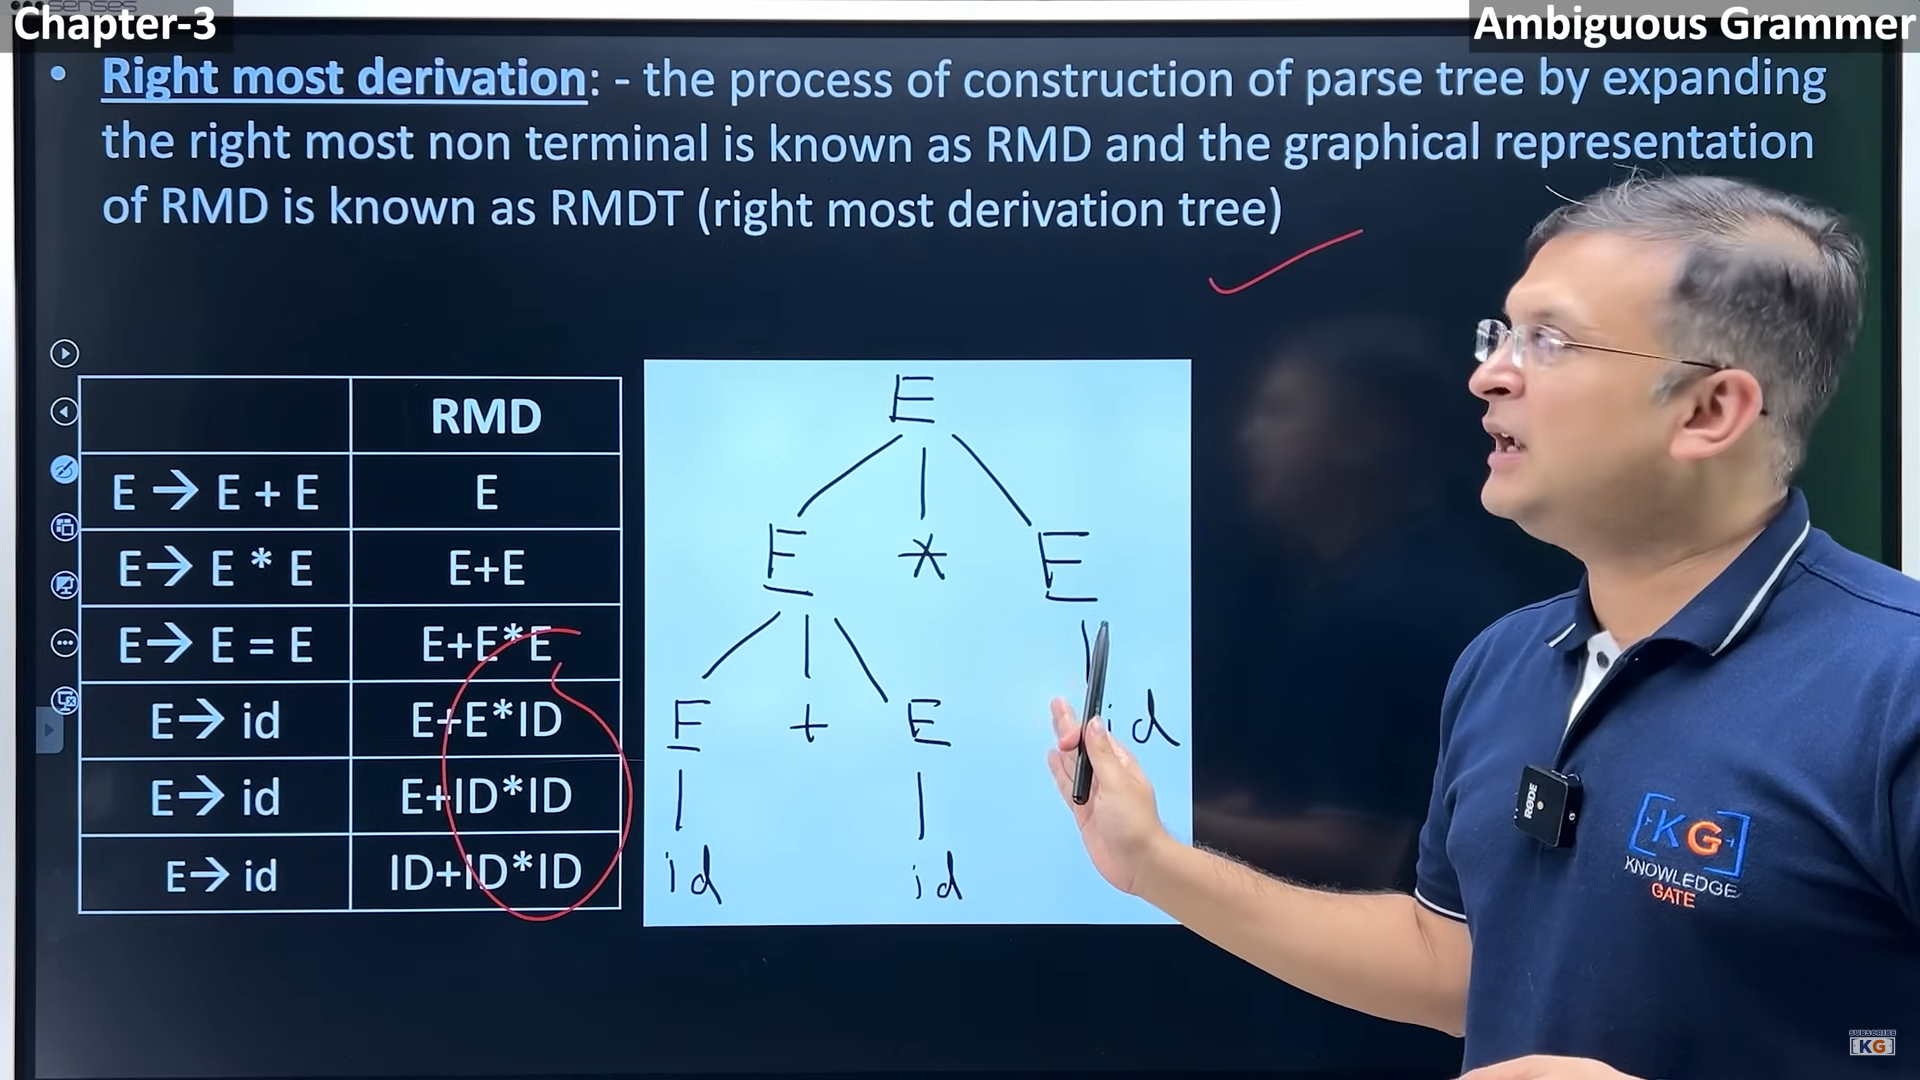 Chapter-3
Ambiguous Grammer
• Right most derivation: - the process of construction of parse tree by expanding
the right most non terminal is known as RMD and the graphical representation
of RMD is known as RMDT (right most derivation tree)
RMD
E → E + E E
E→ E * E E+E
E→ E = E E+E*E
E→ id E+E*ID
E→ id E+ID*ID
E→ id ID+ID*ID
E
E * E
E + E id
id id
RODE
KG
KNOWLEDGE
GATE
SUBSCRIBE
KG